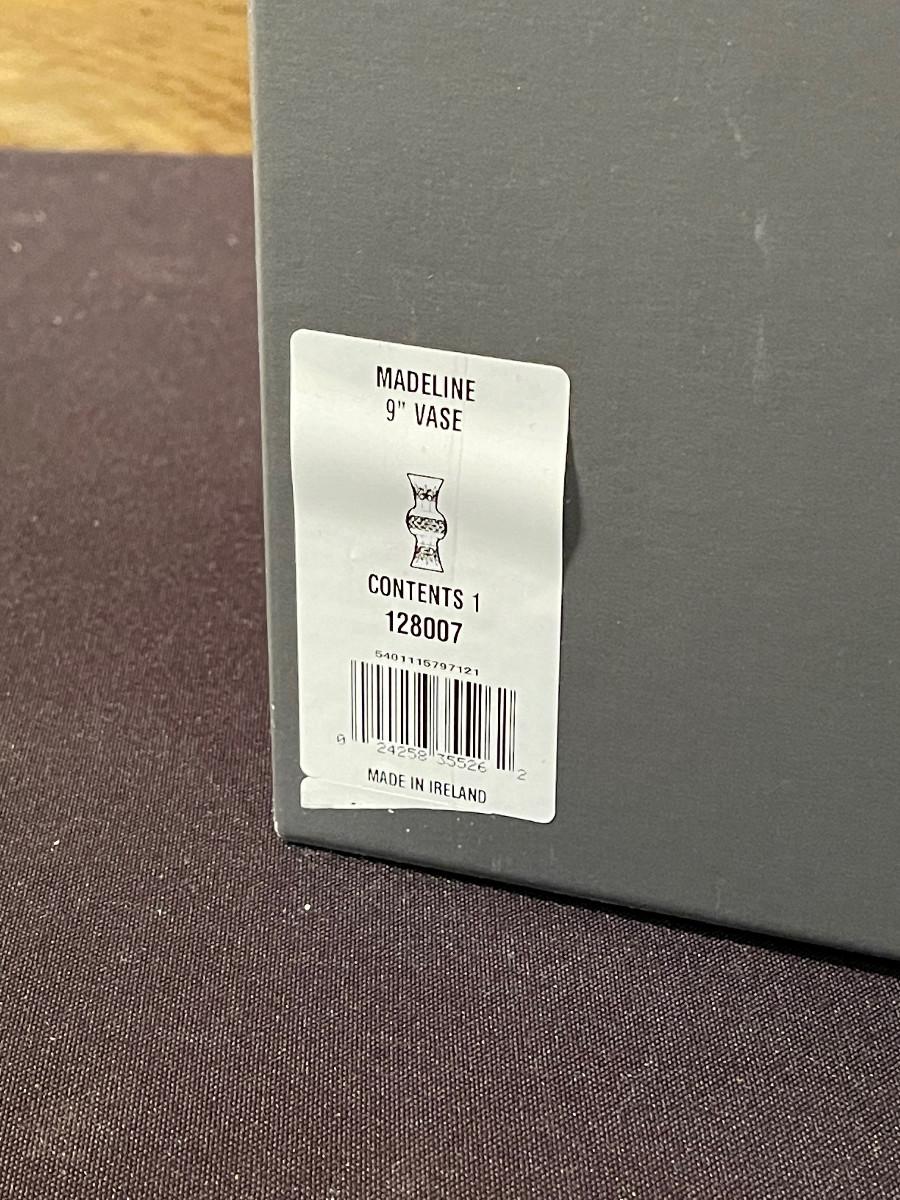 MADELINE
9" VASE
CONTENTS 1
128007
5401115797121
0 24258 35526 2
MADE IN IRELAND